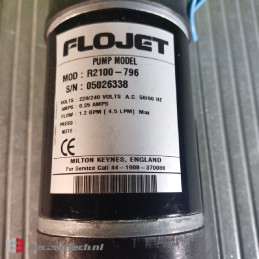 FLOJET
PUMP MODEL
MOD : R2100-796
S/N : 05026338
VOLTS : 220/240 VOLTS A.C. 50/60 HZ
AMPS : 0.25 AMPS
FLOW : 1.2 GPM ( 4.5 LPM) Max
PRESS :
NOTE :
CE
MILTON KEYNES, ENGLAND
For Service Call 44-1908-370088